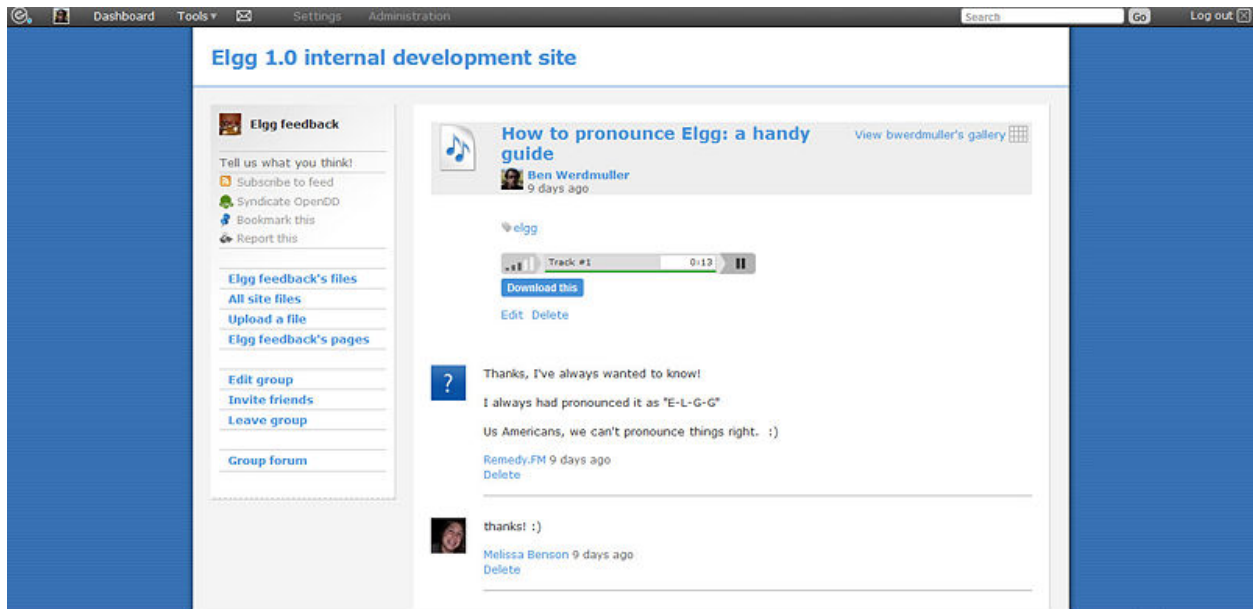 Dashboard Tools▼ Settings Administration Search Go Log out
Elgg 1.0 internal development site
Elgg feedback
Tell us what you think!
Subscribe to feed
Syndicate OpenDD
Bookmark this
Report this
Elgg feedback's files
All site files
Upload a file
Elgg feedback's pages
Edit group
Invite friends
Leave group
Group forum
How to pronounce Elgg: a handy
guide
View bwerdmuller's gallery
Ben Werdmuller
9 days ago
elgg
Track #1 0:13
Download this
Edit Delete
?
Thanks, I've always wanted to know!
I always had pronounced it as "E-L-G-G"
Us Americans, we can't pronounce things right. :)
Remedy.FM 9 days ago
Delete
thanks! :)
Melissa Benson 9 days ago
Delete